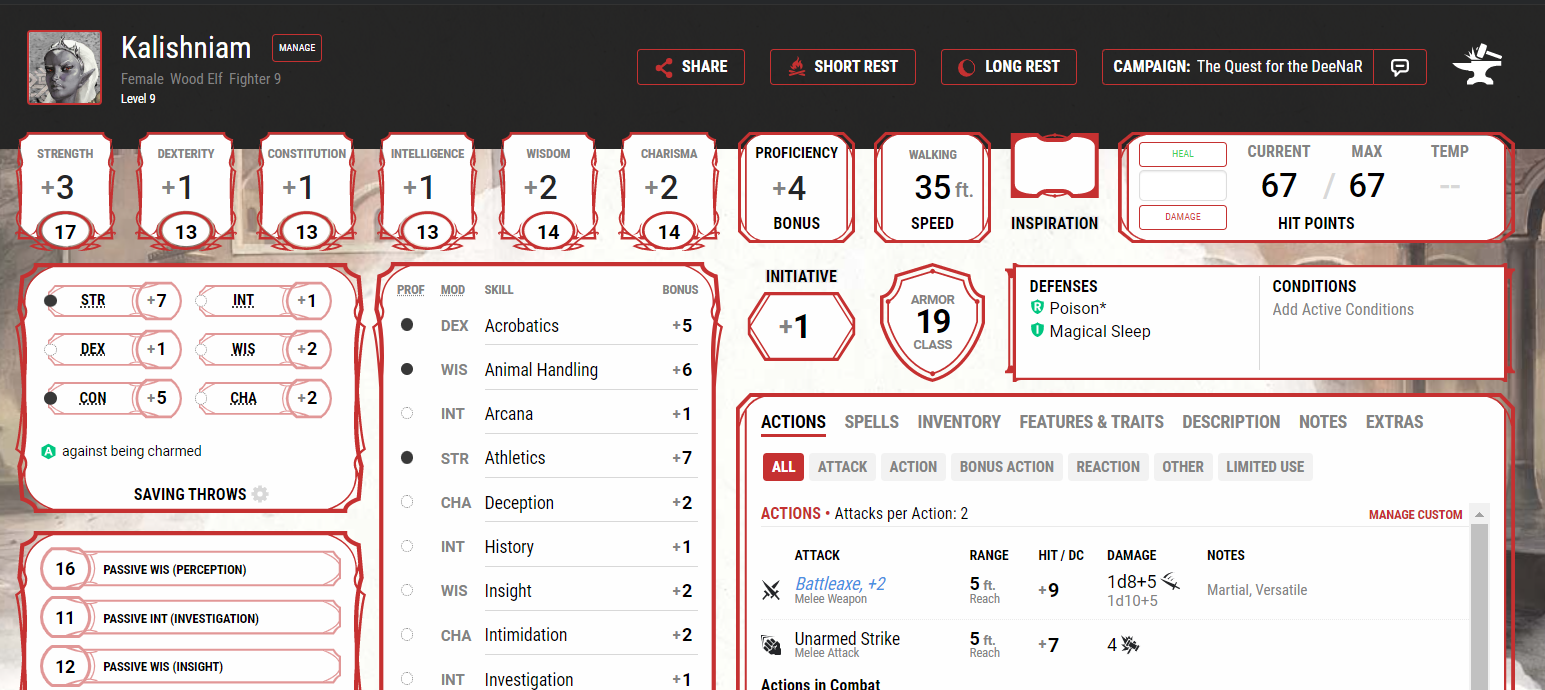 Kalishniam MANAGE
Female Wood Elf Fighter 9
Level 9
SHARE SHORT REST LONG REST CAMPAIGN: The Quest for the DeeNaR
STRENGTH +3 17
DEXTERITY +1 13
CONSTITUTION +1 13
INTELLIGENCE +1 13
WISDOM +2 14
CHARISMA +2 14
PROFICIENCY +4 BONUS
WALKING 35 ft. SPEED
INSPIRATION
HEAL
DAMAGE
CURRENT MAX TEMP
67 / 67 --
HIT POINTS
STR +7 INT +1
DEX +1 WIS +2
CON +5 CHA +2
A against being charmed
SAVING THROWS
16 PASSIVE WIS (PERCEPTION)
11 PASSIVE INT (INVESTIGATION)
12 PASSIVE WIS (INSIGHT)
PROF MOD SKILL BONUS
DEX Acrobatics +5
WIS Animal Handling +6
INT Arcana +1
STR Athletics +7
CHA Deception +2
INT History +1
WIS Insight +2
CHA Intimidation +2
INT Investigation +1
INITIATIVE
+1
ARMOR
19
CLASS
DEFENSES
R Poison*
I Magical Sleep
CONDITIONS
Add Active Conditions
ACTIONS SPELLS INVENTORY FEATURES & TRAITS DESCRIPTION NOTES EXTRAS
ALL ATTACK ACTION BONUS ACTION REACTION OTHER LIMITED USE
ACTIONS • Attacks per Action: 2 MANAGE CUSTOM
ATTACK RANGE HIT / DC DAMAGE NOTES
Battleaxe, +2 5 ft. +9 1d8+5 Martial, Versatile
Melee Weapon Reach 1d10+5
Unarmed Strike 5 ft. +7 4
Melee Attack Reach
Actions in Combat